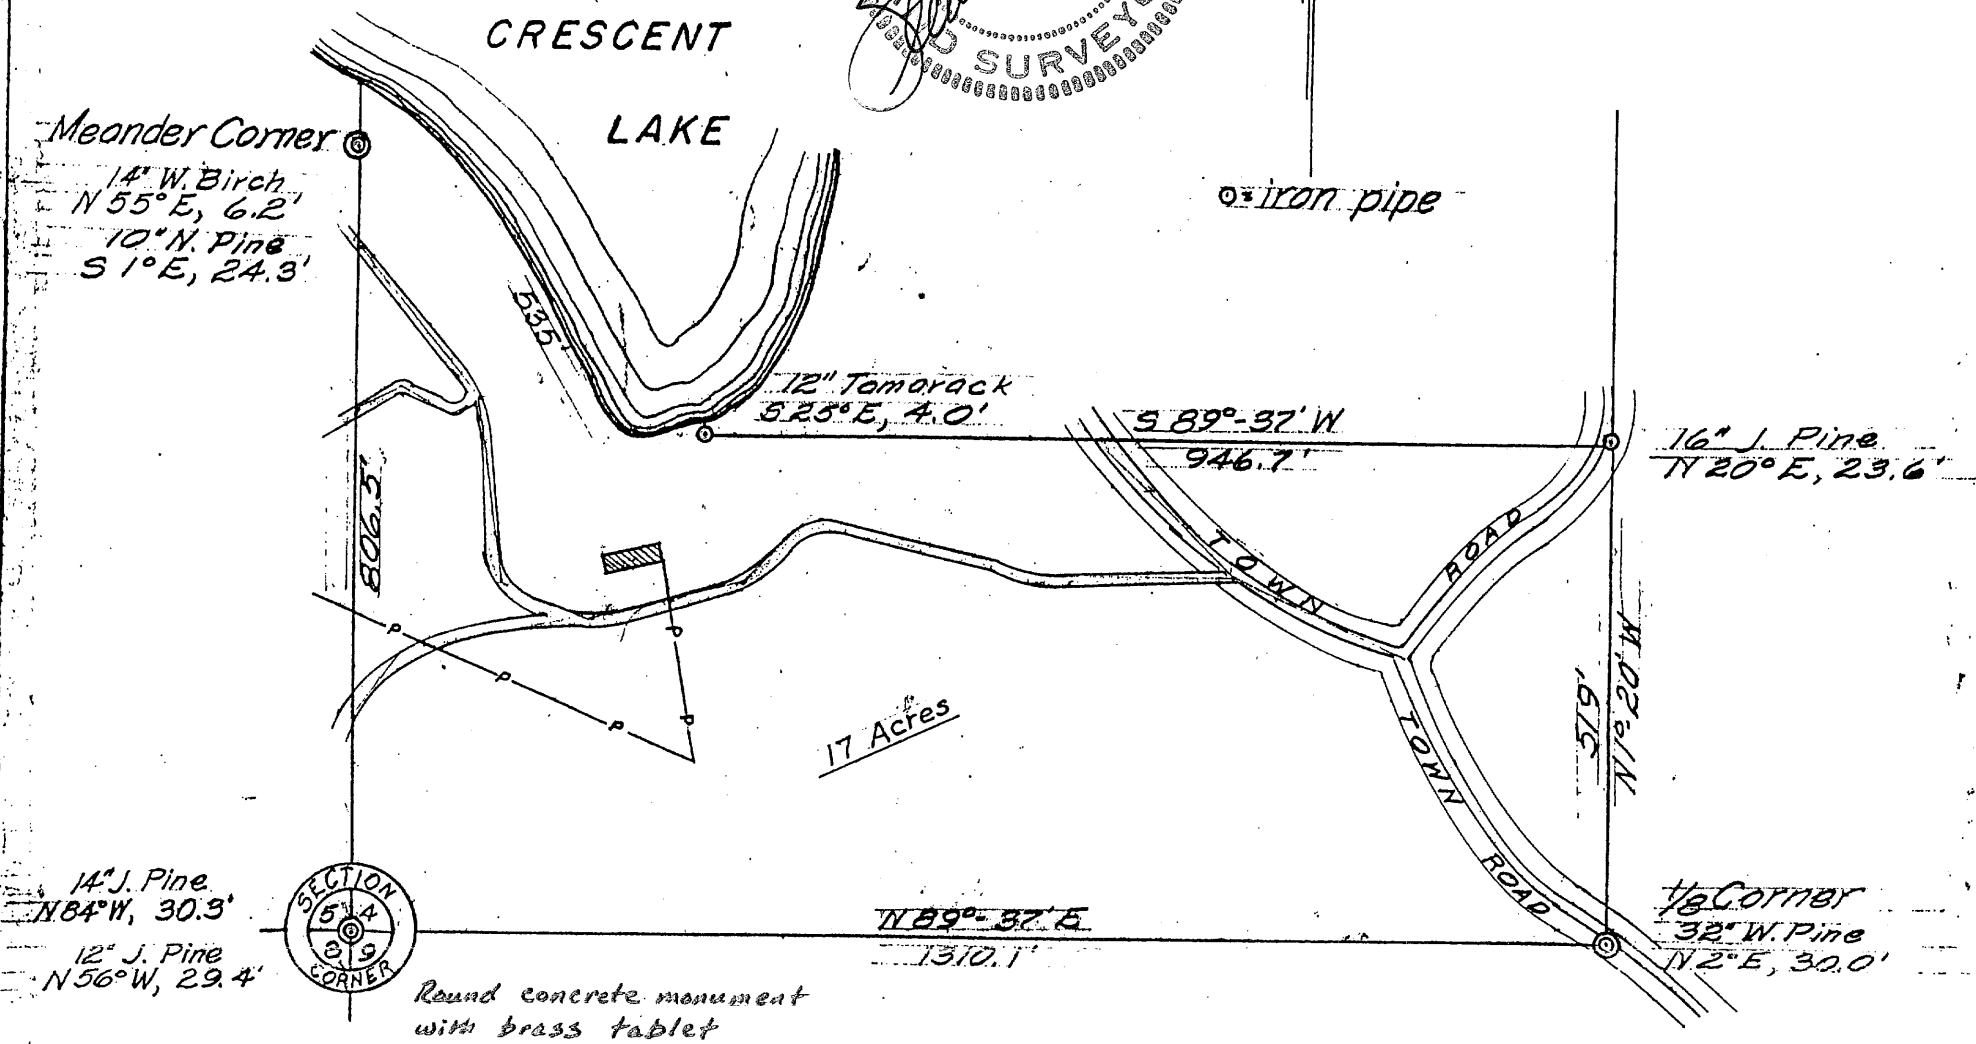 CRESCENT
LAKE
D SURVEYO
Meander Corner
14" W. Birch
N 55° E, 6.2'
10" N. Pine
S 1° E, 24.3'
o = iron pipe
535'
12" Tamarack
S 25° E, 4.0'
S 89°-37' W
946.7'
16" J. Pine
N 20° E, 23.6'
806.5'
TOWN
ROAD
P
P
P
P
P
17 Acres
519'
N 1°-20' W
TOWN
ROAD
14" J. Pine
N 84° W, 30.3'
12" J. Pine
N 56° W, 29.4'
SECTION
5 4
8 9
CORNER
N 89°-37' E
1310.1'
1/8 Corner
32" W. Pine
N 2° E, 30.0'
Round concrete monument
with brass tablet